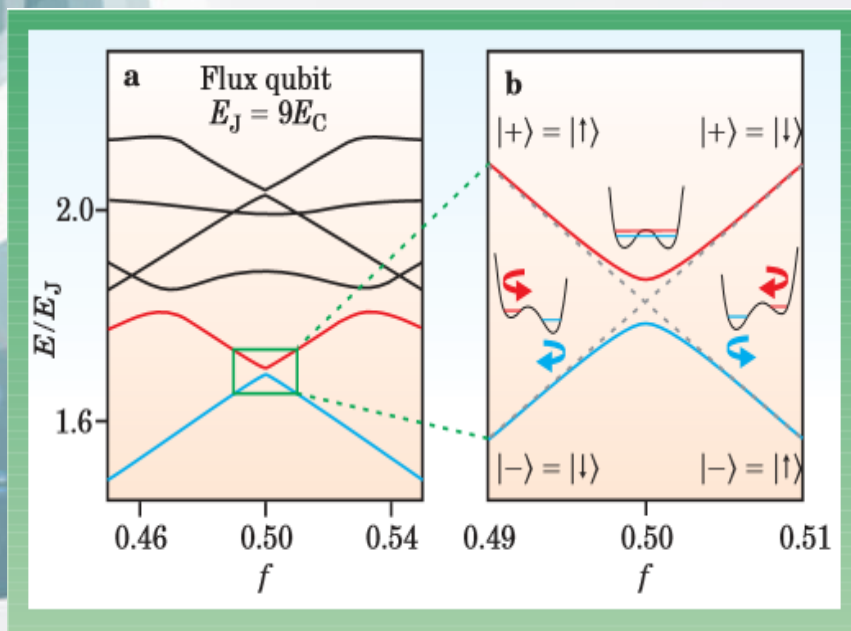 a
Flux qubit
E_J = 9E_C
2.0
1.6
E/E_J
0.46 0.50 0.54
f
b
|+⟩ = |↑⟩ |+⟩ = |↓⟩
|−⟩ = |↓⟩ |−⟩ = |↑⟩
0.49 0.50 0.51
f